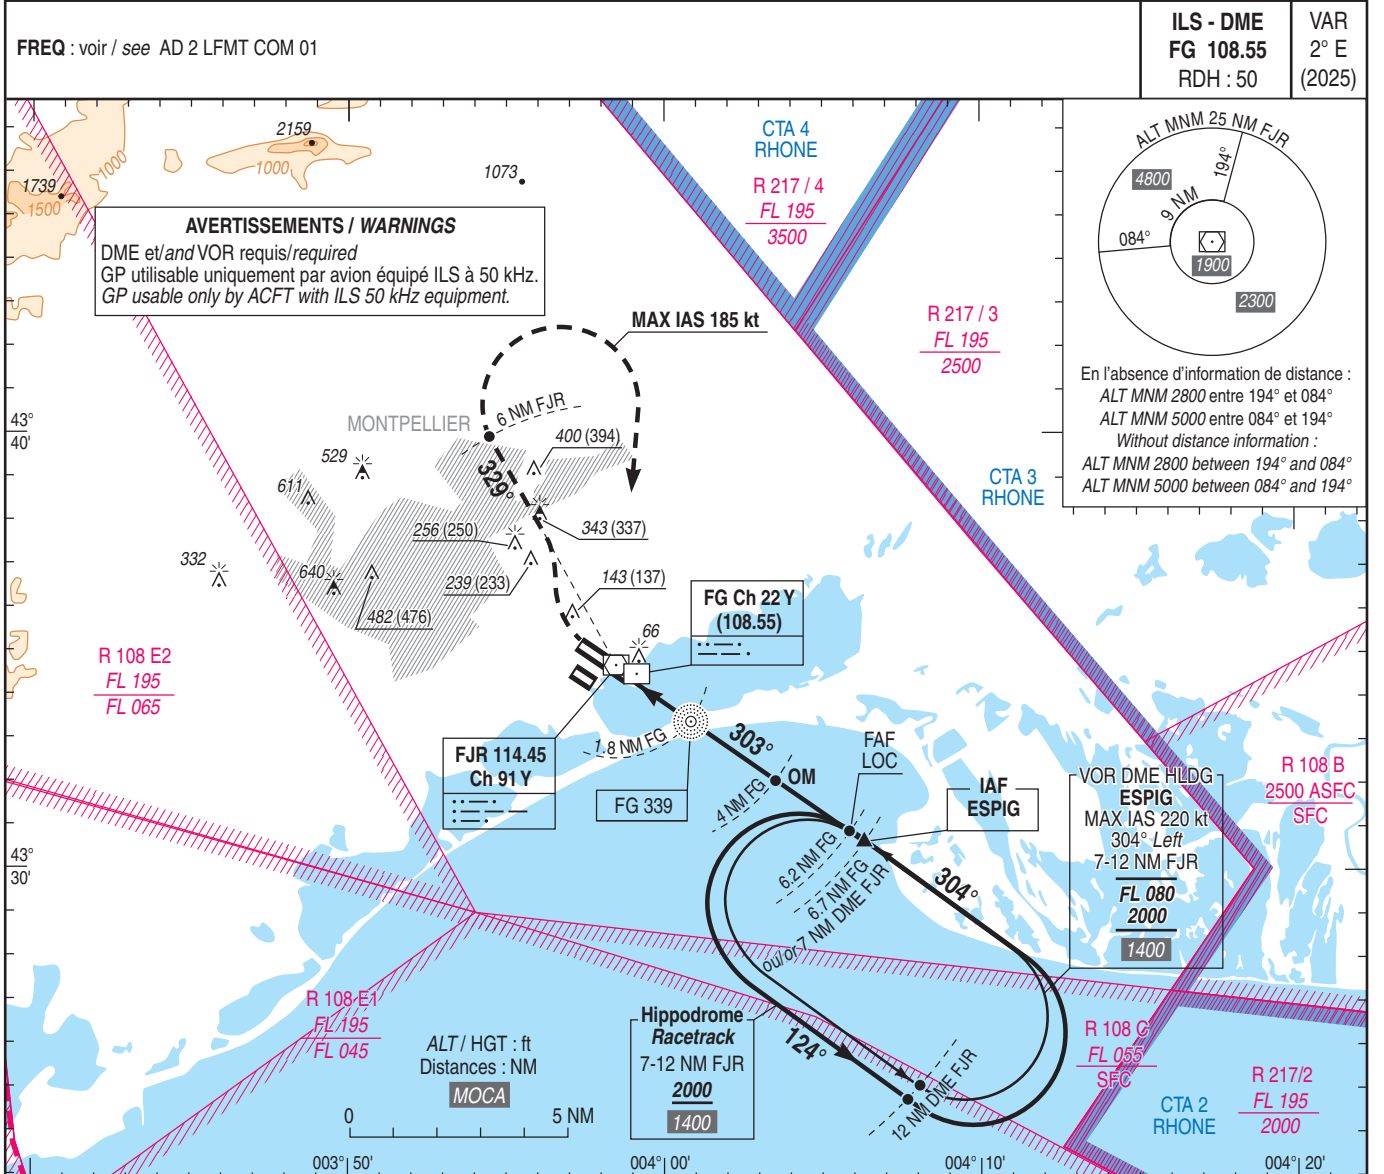 FREQ : voir / see AD 2 LFMT COM 01
ILS - DME
FG 108.55
RDH : 50
VAR
2° E
(2025)
2159
1000
1000
1739
1500
1073
AVERTISSEMENTS / WARNINGS
DME et/and VOR requis/required
GP utilisable uniquement par avion équipé ILS à 50 kHz.
GP usable only by ACFT with ILS 50 kHz equipment.
CTA 4
RHONE
R 217 / 4
FL 195
3500
ALT MNM 25 NM FJR
194°
4800
9 NM
084°
1900
2300
En l'absence d'information de distance :
ALT MNM 2800 entre 194° et 084°
ALT MNM 5000 entre 084° et 194°
Without distance information :
ALT MNM 2800 between 194° and 084°
ALT MNM 5000 between 084° and 194°
R 217 / 3
FL 195
2500
MAX IAS 185 kt
MONTPELLIER
6 NM FJR
43°
40'
529
400 (394)
611
329°
CTA 3
RHONE
256 (250)
343 (337)
332
640
239 (233)
143 (137)
482 (476)
FG Ch 22 Y
(108.55)
66
R 108 E2
FL 195
FL 065
1.8 NM FG
303°
FJR 114.45
Ch 91 Y
FG 339
4 NM FG
OM
FAF
LOC
IAF
ESPIG
VOR DME HLDG
ESPIG
MAX IAS 220 kt
304° Left
7-12 NM FJR
FL 080
2000
1400
R 108 B
2500 ASFC
SFC
43°
30'
6.2 NM FG
6.7 NM FG
ou/or 7 NM DME FJR
304°
R 108 E1
FL 195
FL 045
ALT / HGT : ft
Distances : NM
MOCA
0 5 NM
Hippodrome
Racetrack
7-12 NM FJR
2000
1400
124°
12 NM DME FJR
R 108 C
FL 055
SFC
CTA 2
RHONE
R 217/2
FL 195
2000
003° 50'
004° 00'
004° 10'
004° 20'